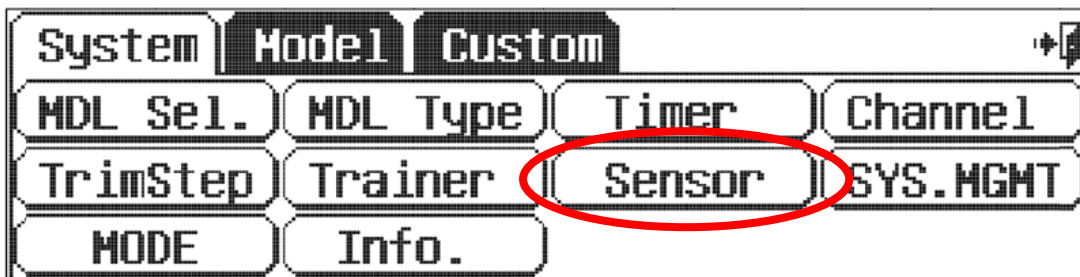 System Model Custom
MDL Sel. MDL Type Timer Channel
TrimStep Trainer Sensor SYS.MGMT
MODE Info.